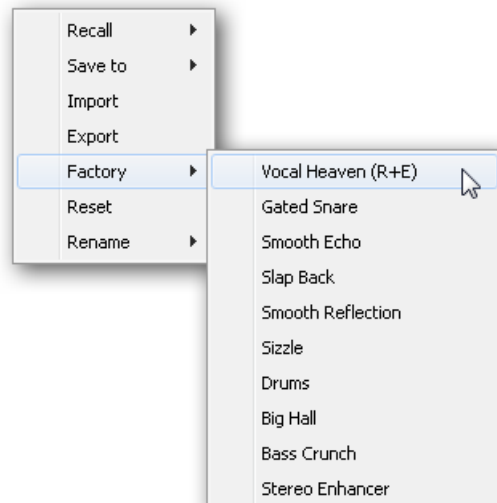 Recall
Save to
Import
Export
Factory
Reset
Rename
Vocal Heaven (R+E)
Gated Snare
Smooth Echo
Slap Back
Smooth Reflection
Sizzle
Drums
Big Hall
Bass Crunch
Stereo Enhancer